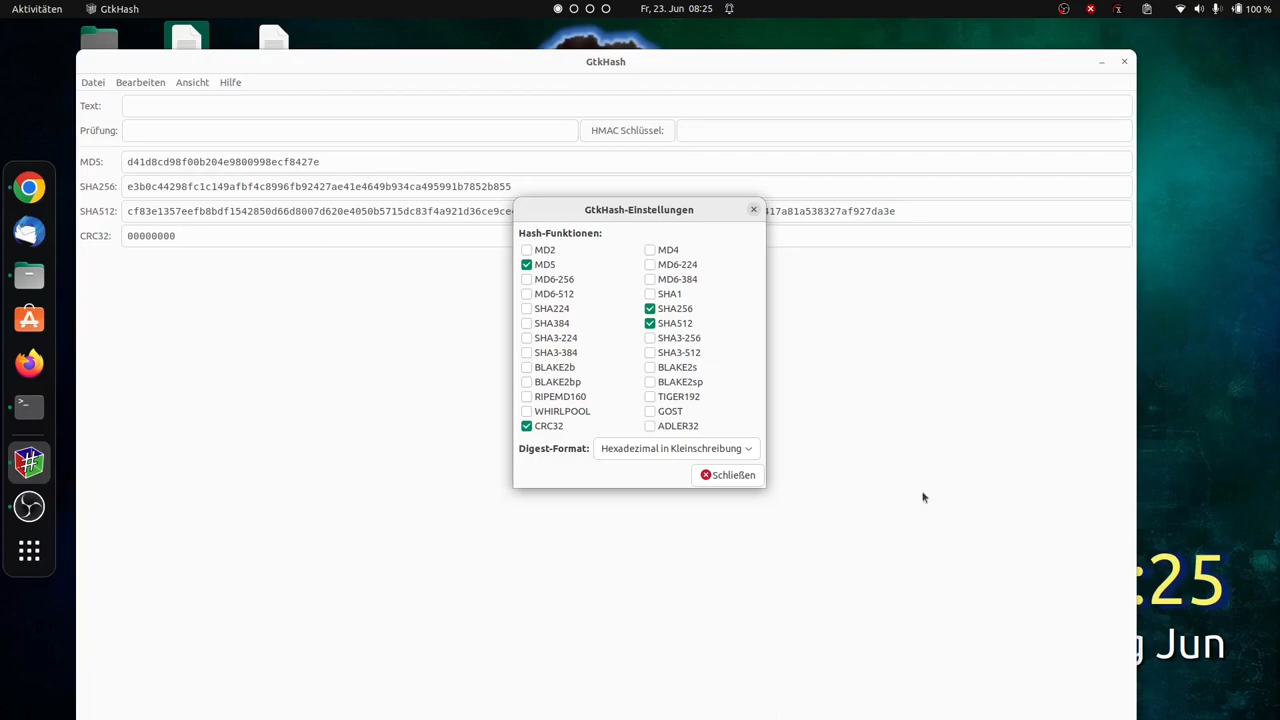 Aktivitäten GtkHash Fr, 23. Jun 08:25 100 %
GtkHash
Datei Bearbeiten Ansicht Hilfe
Text:
Prüfung: HMAC Schlüssel:
MD5: d41d8cd98f00b204e9800998ecf8427e
SHA256: e3b0c44298fc1c149afbf4c8996fb92427ae41e4649b934ca495991b7852b855
SHA512: cf83e1357eefb8bdf1542850d66d8007d620e4050b5715dc83f4a921d36ce9ce 417a81a538327af927da3e
CRC32: 00000000
GtkHash-Einstellungen
Hash-Funktionen:
MD2 MD4
MD5 MD6-224
MD6-256 MD6-384
MD6-512 SHA1
SHA224 SHA256
SHA384 SHA512
SHA3-224 SHA3-256
SHA3-384 SHA3-512
BLAKE2b BLAKE2s
BLAKE2bp BLAKE2sp
RIPEMD160 TIGER192
WHIRLPOOL GOST
CRC32 ADLER32
Digest-Format: Hexadezimal in Kleinschreibung
Schließen
:25
Jun